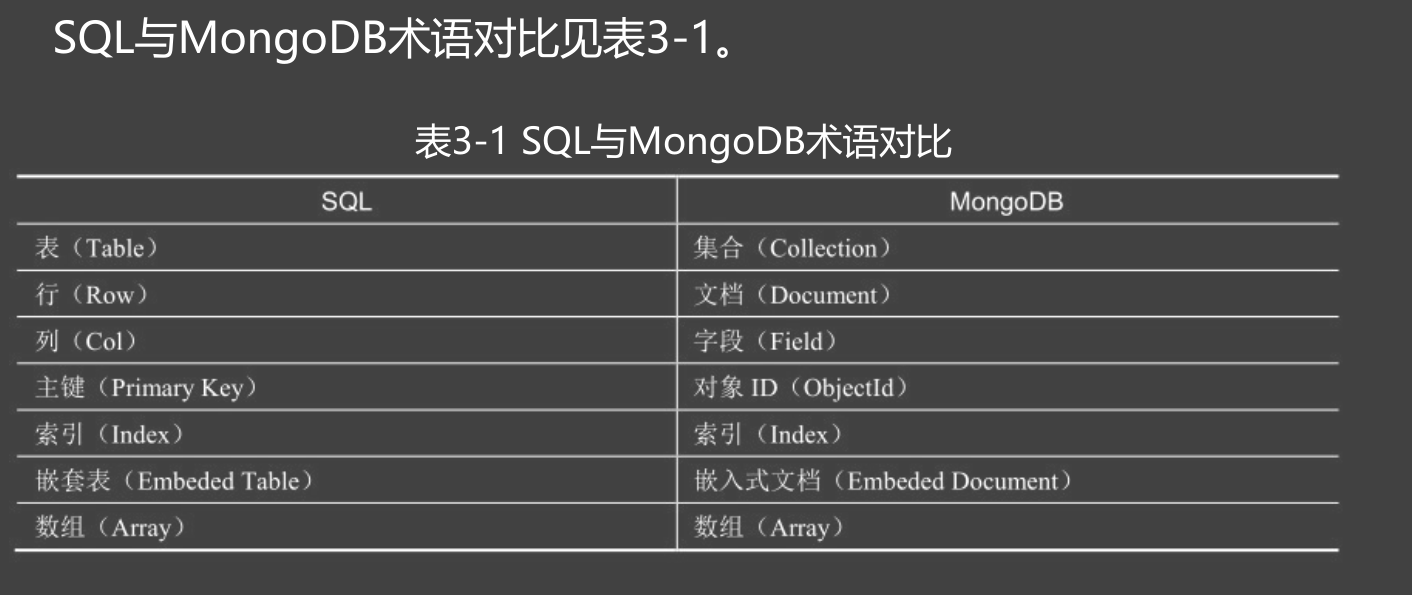 SQL与MongoDB术语对比见表3-1。
表3-1 SQL与MongoDB术语对比
SQL MongoDB
表（Table） 集合（Collection）
行（Row） 文档（Document）
列（Col） 字段（Field）
主键（Primary Key） 对象 ID（ObjectId）
索引（Index） 索引（Index）
嵌套表（Embeded Table） 嵌入式文档（Embeded Document）
数组（Array） 数组（Array）